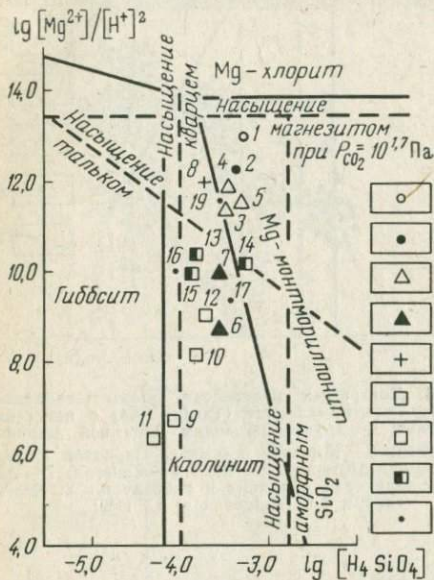 lg [Mg²⁺]/[H⁺]²
Mg-хлорит
14,0
Насыщение
кварцем
насыщение
магнезитом
при P_CO₂ = 10^1,7 Па
Насыщение
тальком
1
4
2
8
12,0
19
5
3
Mg-монтмориллонит
13
7
14
16
10,0
15
17
Гиббсит
12
6
8,0
10
11
9
6,0
Каолинит
Насыщение
аморфным
SiO₂
4,0
-5,0
-4,0
-3,0
lg [H₄SiO₄]